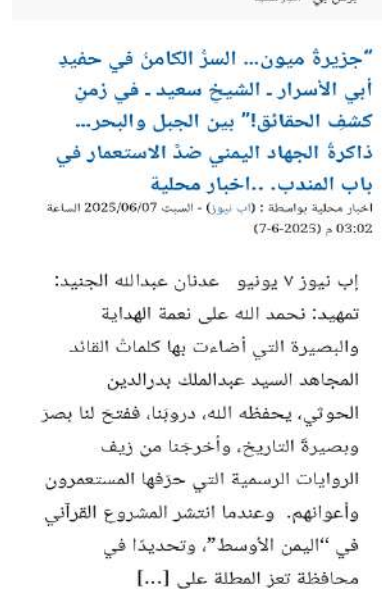 "جزيرةُ ميون... السرُّ الكامنُ في حفيدِ
أبي الأسرار ـ الشيخِ سعيد ـ في زمنِ
كشفِ الحقائق!" بين الجبل والبحر...
ذاكرةُ الجهاد اليمني ضدَّ الاستعمار في
باب المندب. ..اخبار محلية
اخبار محلية بواسطة : (اب نيوز) - السبت 2025/06/07 الساعة
03:02 م (2025-6-7)
إب نيوز ٧ يونيو عدنان عبدالله الجنيد:
تمهيد: نحمد الله على نعمة الهداية
والبصيرة التي أضاءت بها كلماتُ القائد
المجاهد السيد عبدالملك بدرالدين
الحوثي، يحفظه الله، دروبَنا، ففتحَ لنا بصرَ
وبصيرةَ التاريخ، وأخرجَنا من زيف
الروايات الرسمية التي حرّفها المستعمرون
وأعوانهم. وعندما انتشر المشروع القرآني
في "اليمن الأوسط"، وتحديدًا في
محافظة تعز المطلة على [...]